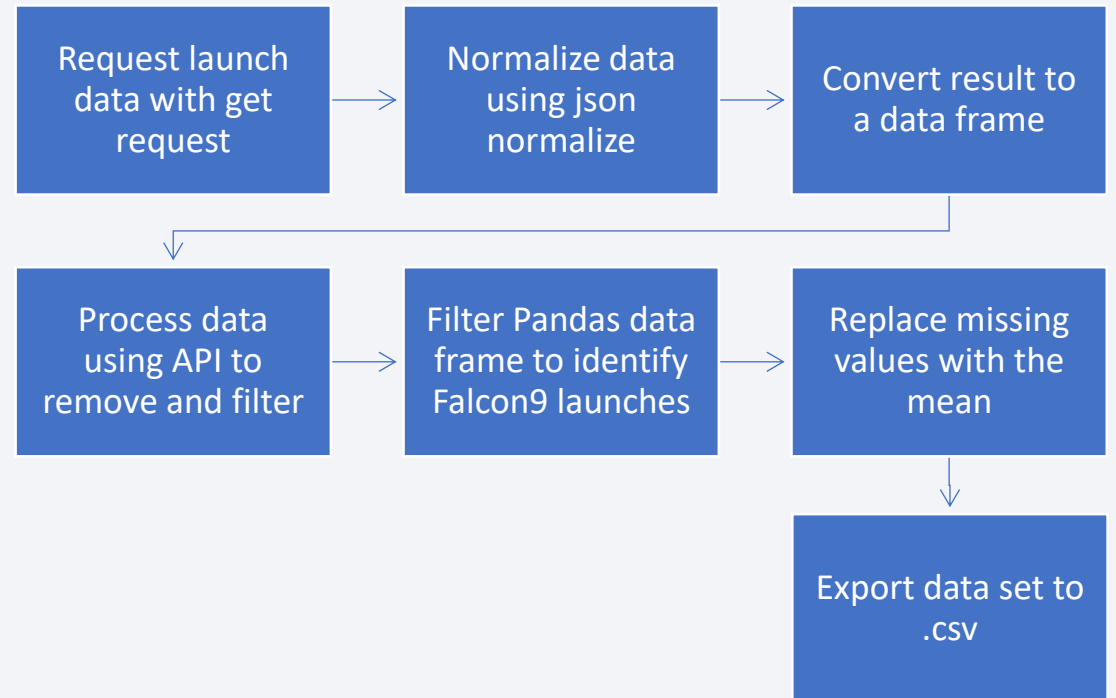 Request launch
data with get
request
Normalize data
using json
normalize
Convert result to
a data frame
Process data
using API to
remove and filter
Filter Pandas data
frame to identify
Falcon9 launches
Replace missing
values with the
mean
Export data set to
.csv